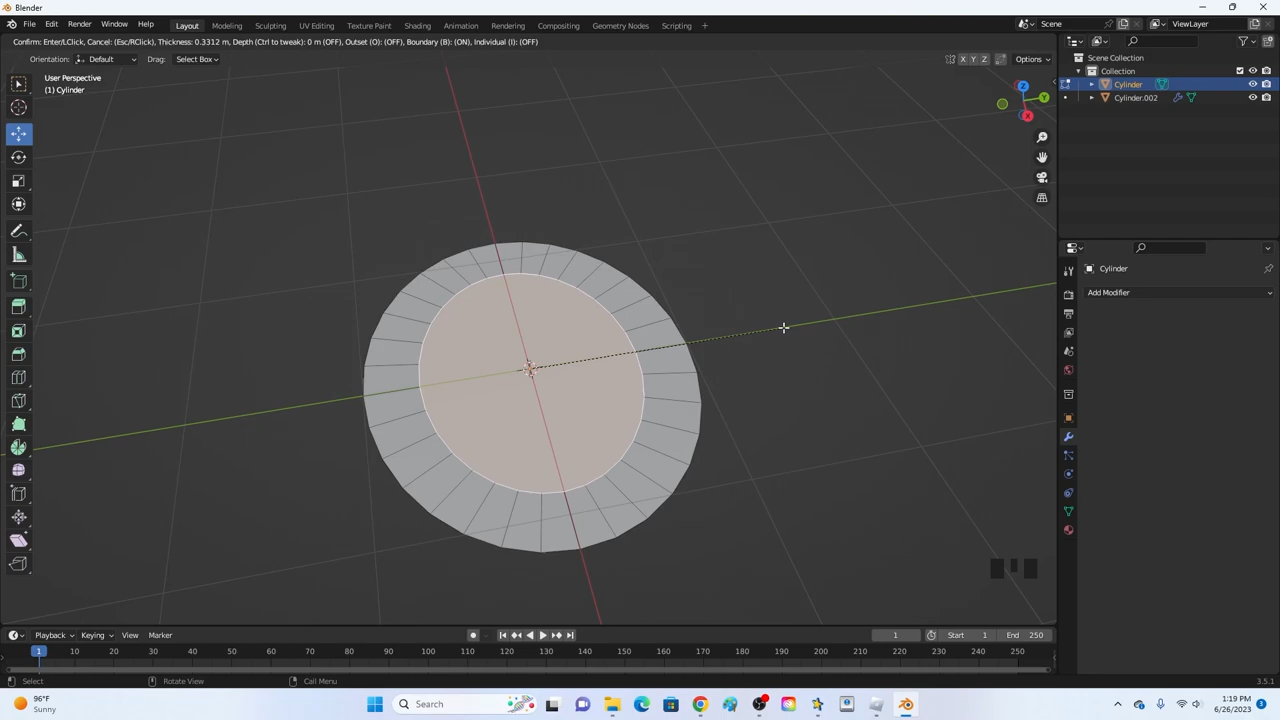 Blender
File Edit Render Window Help Layout Modeling Sculpting UV Editing Texture Paint Shading Animation Rendering Compositing Geometry Nodes Scripting + Scene ViewLayer
Confirm: Enter/LClick, Cancel: (Esc/RClick), Thickness: 0.3312 m, Depth (Ctrl to tweak): 0 m (OFF), Outset (O): (OFF), Boundary (B): (ON), Individual (I): (OFF)
Orientation: Default Drag: Select Box X Y Z Options
User Perspective
(1) Cylinder
Scene Collection
Collection
Cylinder
Cylinder.002
Z
Y
X
Cylinder
Add Modifier
Playback Keying View Marker 1 Start 1 End 250
1 10 20 30 40 50 60 70 80 90 100 110 120 130 140 150 160 170 180 190 200 210 220 230 240 250
Select Rotate View Call Menu 3.5.1
96°F
Sunny
Search
1:19 PM
6/26/2023